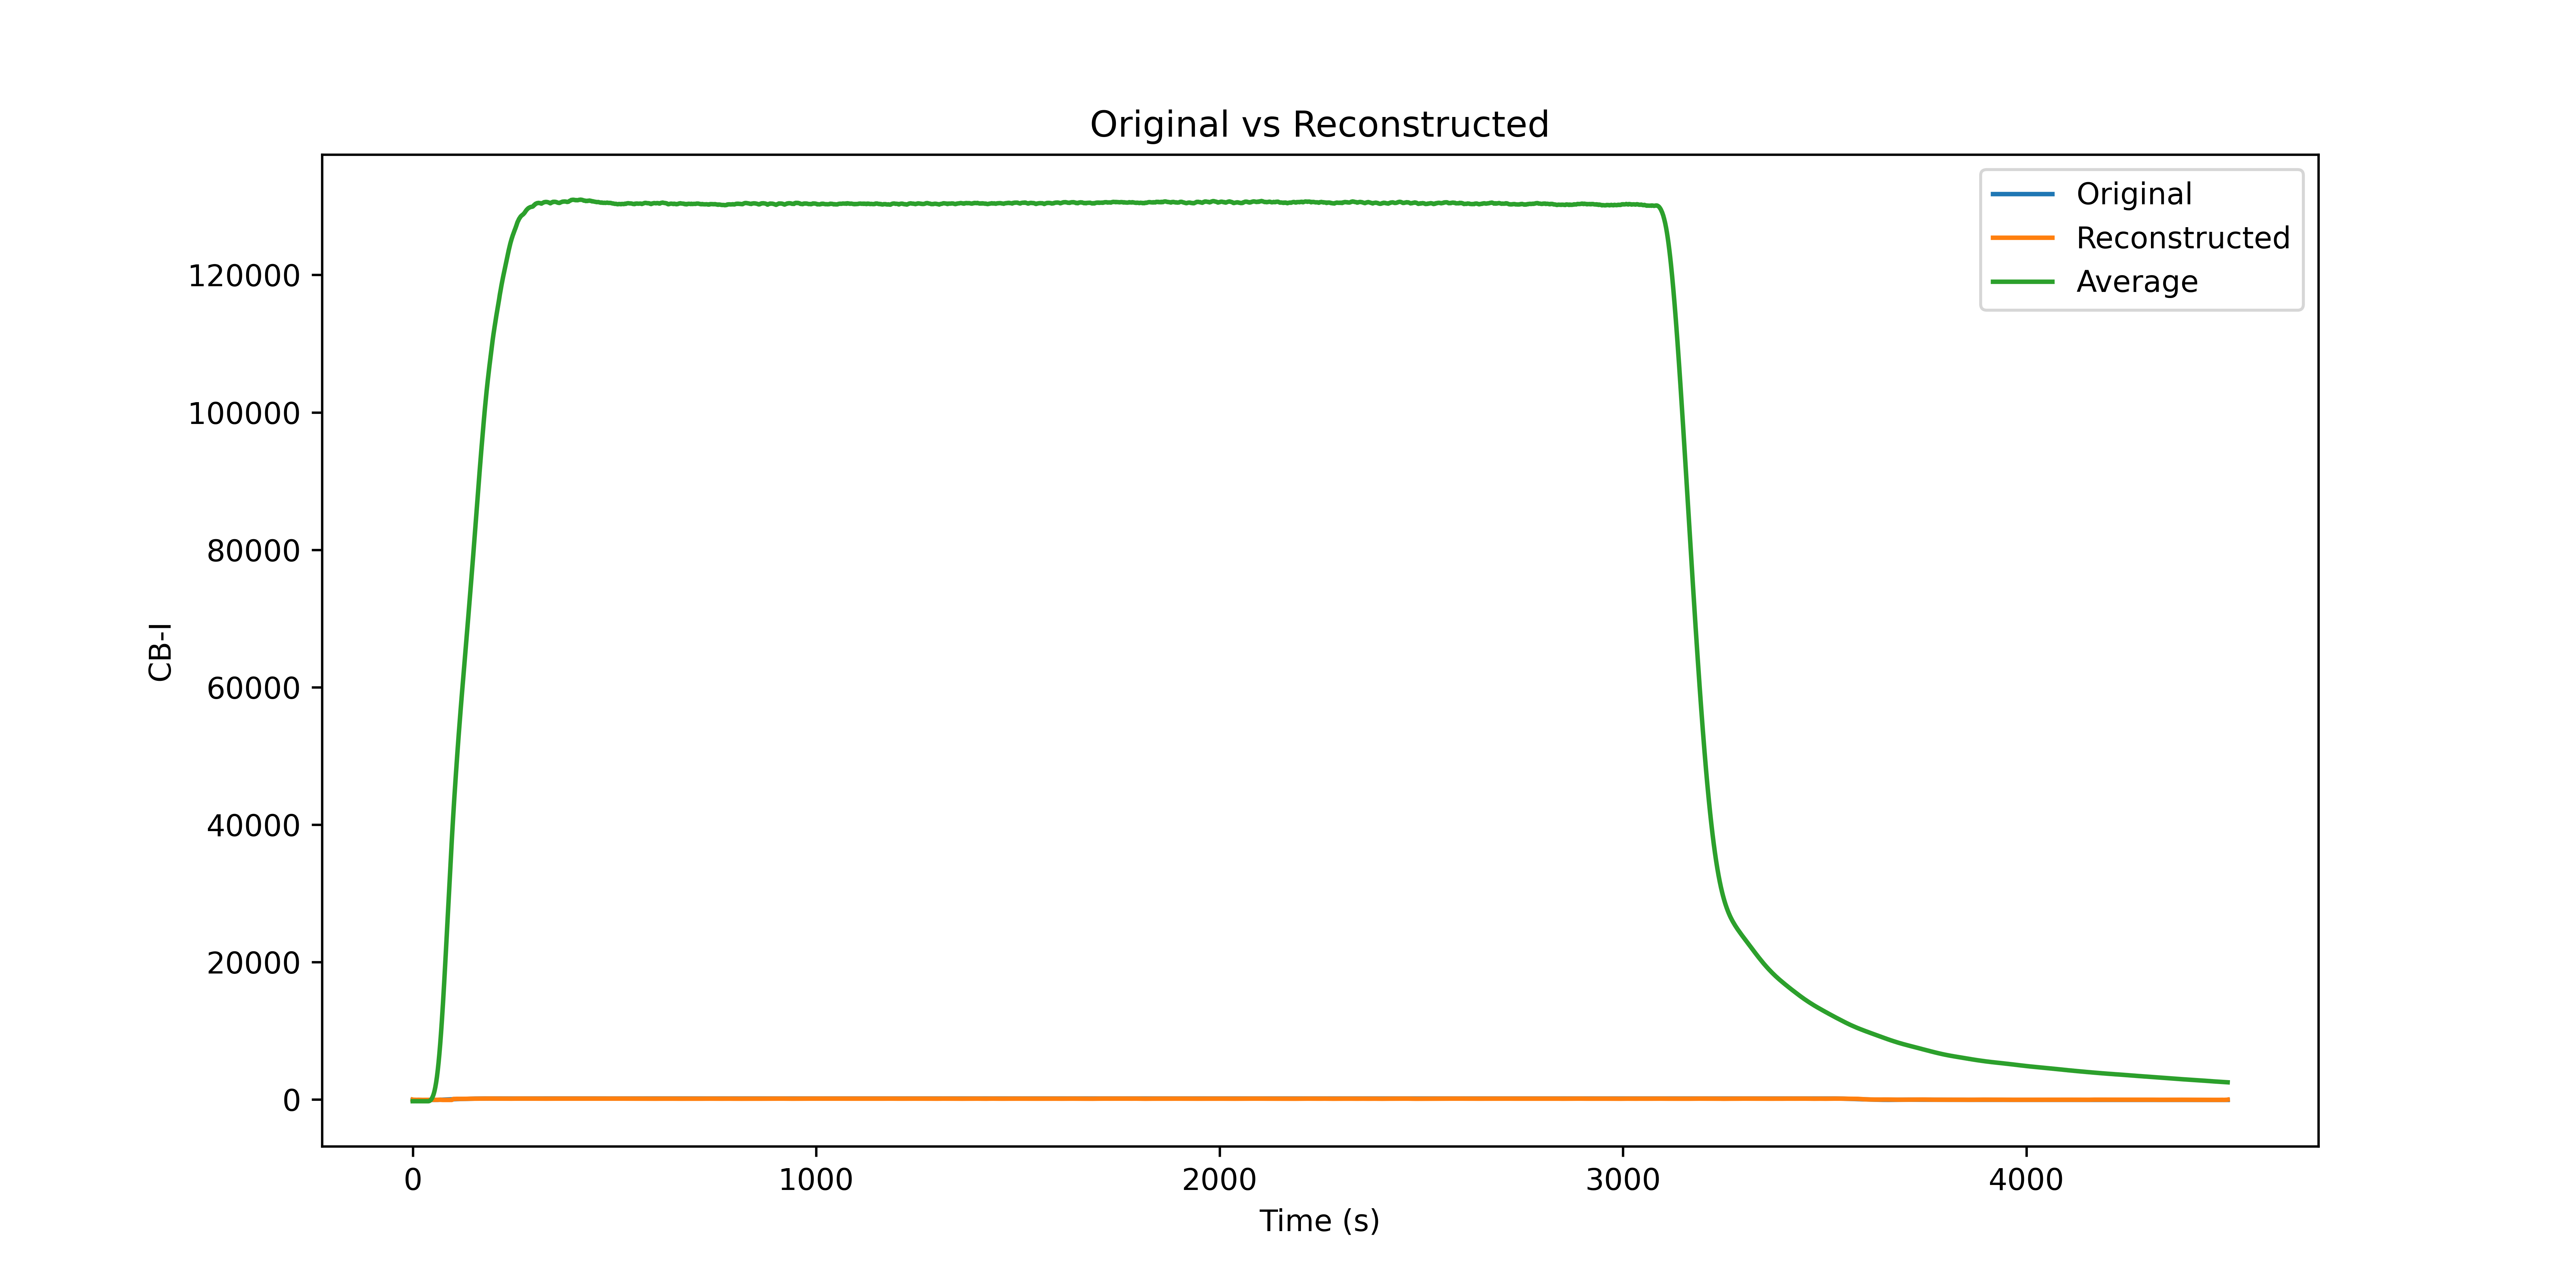 Original vs Reconstructed
Original
Reconstructed
Average
120000
100000
80000
60000
40000
20000
0
CB-I
0 1000 2000 3000 4000
Time (s)